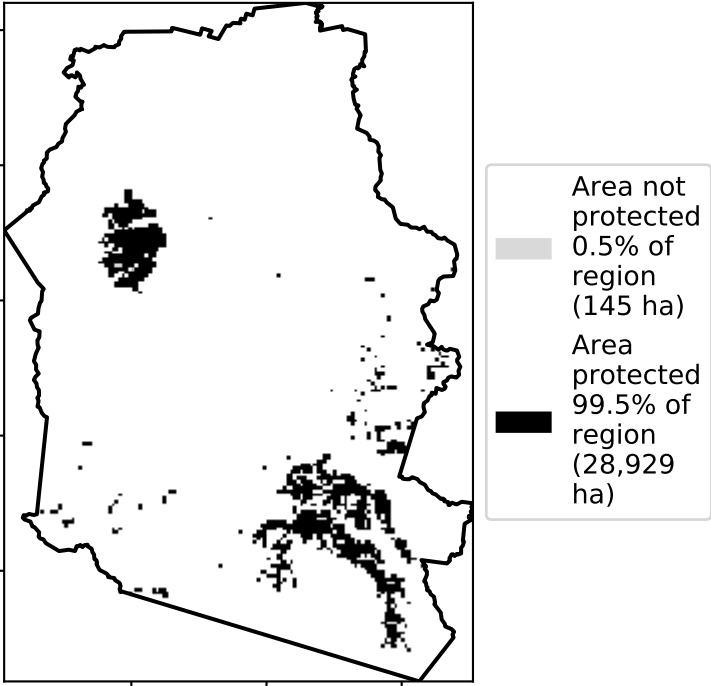 Area not
protected
0.5% of
region
(145 ha)
Area
protected
99.5% of
region
(28,929
ha)